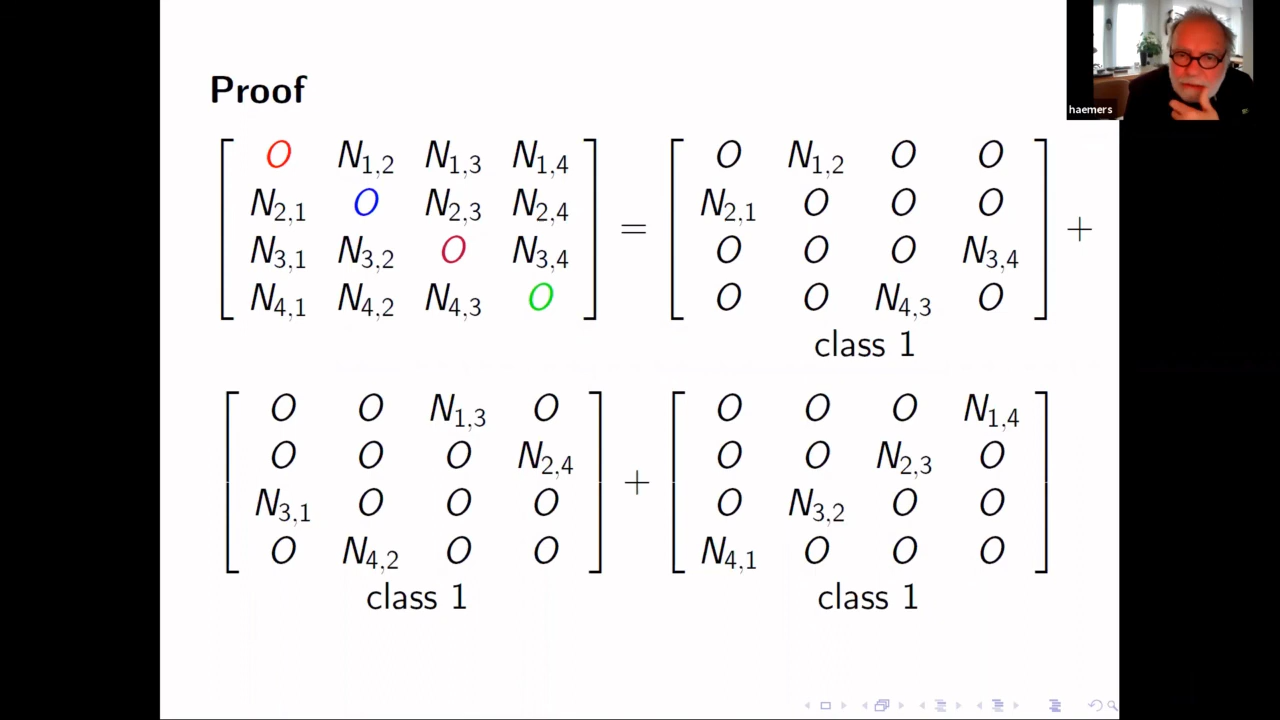 haemers
Proof
[ O N1,2 N1,3 N1,4 ] = [ O N1,2 O O ] +
[ N2,1 O N2,3 N2,4 ] [ N2,1 O O O ]
[ N3,1 N3,2 O N3,4 ] [ O O O N3,4 ]
[ N4,1 N4,2 N4,3 O ] [ O O N4,3 O ]
class 1
[ O O N1,3 O ] + [ O O O N1,4 ]
[ O O O N2,4 ] [ O O N2,3 O ]
[ N3,1 O O O ] [ O N3,2 O O ]
[ O N4,2 O O ] [ N4,1 O O O ]
class 1 class 1